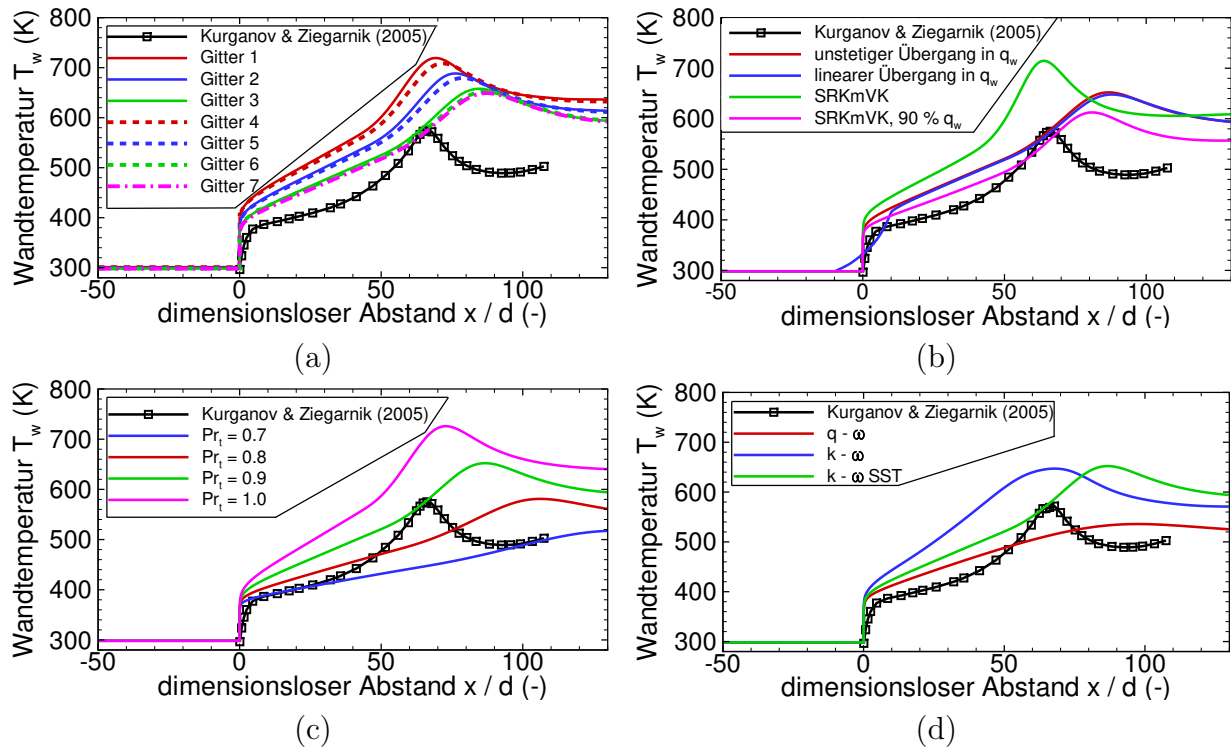 Wandtemperatur T_w (K)
800
700
600
500
400
300
Kurganov & Ziegarnik (2005)
Gitter 1
Gitter 2
Gitter 3
Gitter 4
Gitter 5
Gitter 6
Gitter 7
-50
0
50
100
dimensionsloser Abstand x / d (-)
(a)
Wandtemperatur T_w (K)
800
700
600
500
400
300
Kurganov & Ziegarnik (2005)
unstetiger Übergang in q_w
linearer Übergang in q_w
SRKmVK
SRKmVK, 90 % q_w
-50
0
50
100
dimensionsloser Abstand x / d (-)
(b)
Wandtemperatur T_w (K)
800
700
600
500
400
300
Kurganov & Ziegarnik (2005)
Pr_t = 0.7
Pr_t = 0.8
Pr_t = 0.9
Pr_t = 1.0
-50
0
50
100
dimensionsloser Abstand x / d (-)
(c)
Wandtemperatur T_w (K)
800
700
600
500
400
300
Kurganov & Ziegarnik (2005)
q - ω
k - ω
k - ω SST
-50
0
50
100
dimensionsloser Abstand x / d (-)
(d)